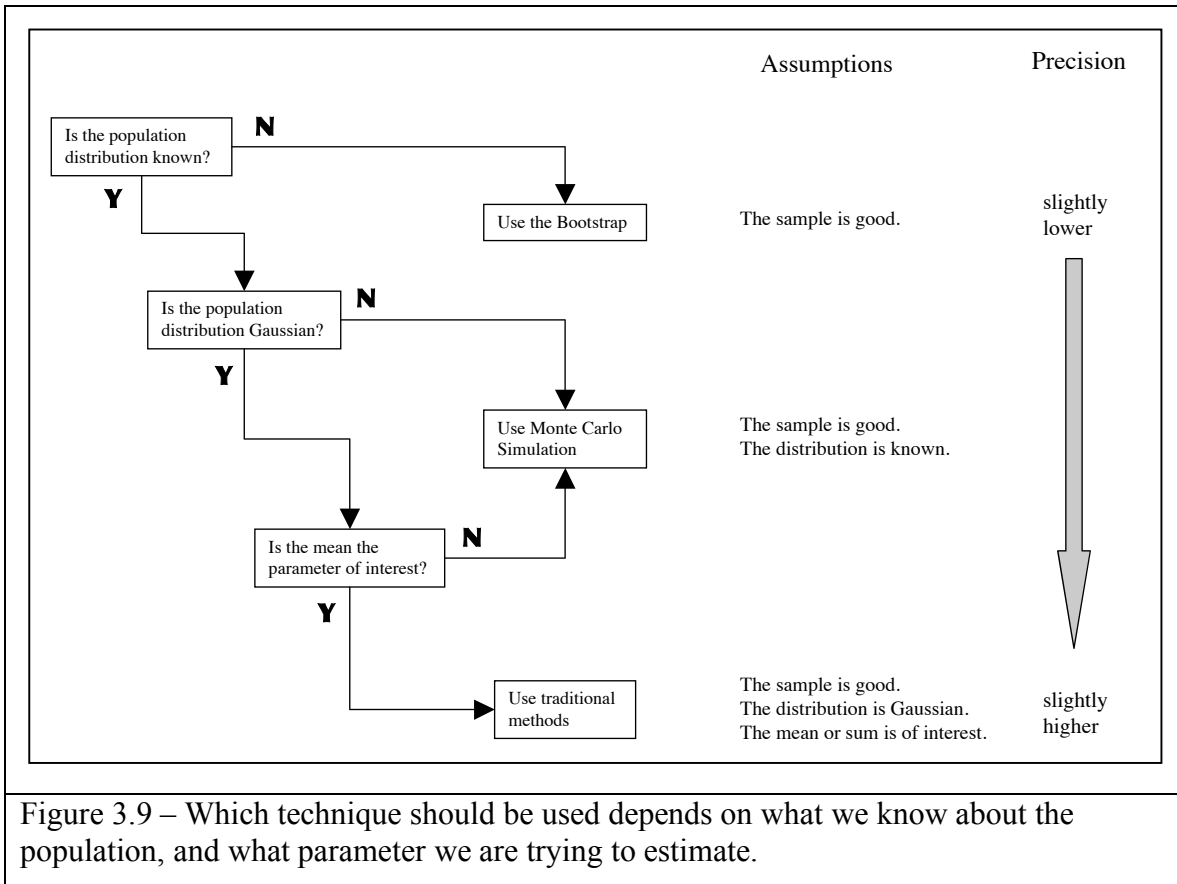 Assumptions
Precision
Is the population
distribution known?
N
Y
Use the Bootstrap
The sample is good.
slightly
lower
Is the population
distribution Gaussian?
N
Y
Use Monte Carlo
Simulation
The sample is good.
The distribution is known.
Is the mean the
parameter of interest?
N
Y
Use traditional
methods
The sample is good.
The distribution is Gaussian.
The mean or sum is of interest.
slightly
higher
Figure 3.9 – Which technique should be used depends on what we know about the
population, and what parameter we are trying to estimate.